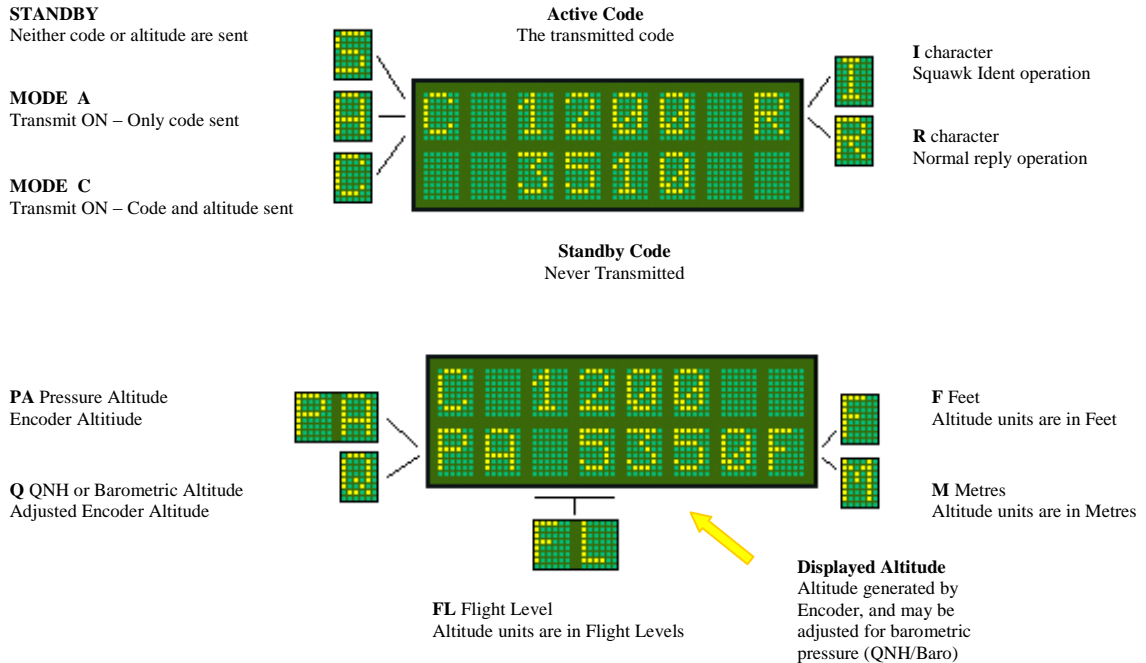 STANDBY
Neither code or altitude are sent
S
MODE A
Transmit ON – Only code sent
A
MODE C
Transmit ON – Code and altitude sent
C
Active Code
The transmitted code
C 1200 R
3510
Standby Code
Never Transmitted
I
I character
Squawk Ident operation
R
R character
Normal reply operation
PA Pressure Altitude
Encoder Altitiude
PA
Q QNH or Barometric Altitude
Adjusted Encoder Altitude
Q
C 1200
PA 5350F
FL
FL Flight Level
Altitude units are in Flight Levels
F
F Feet
Altitude units are in Feet
M
M Metres
Altitude units are in Metres
Displayed Altitude
Altitude generated by
Encoder, and may be
adjusted for barometric
pressure (QNH/Baro)